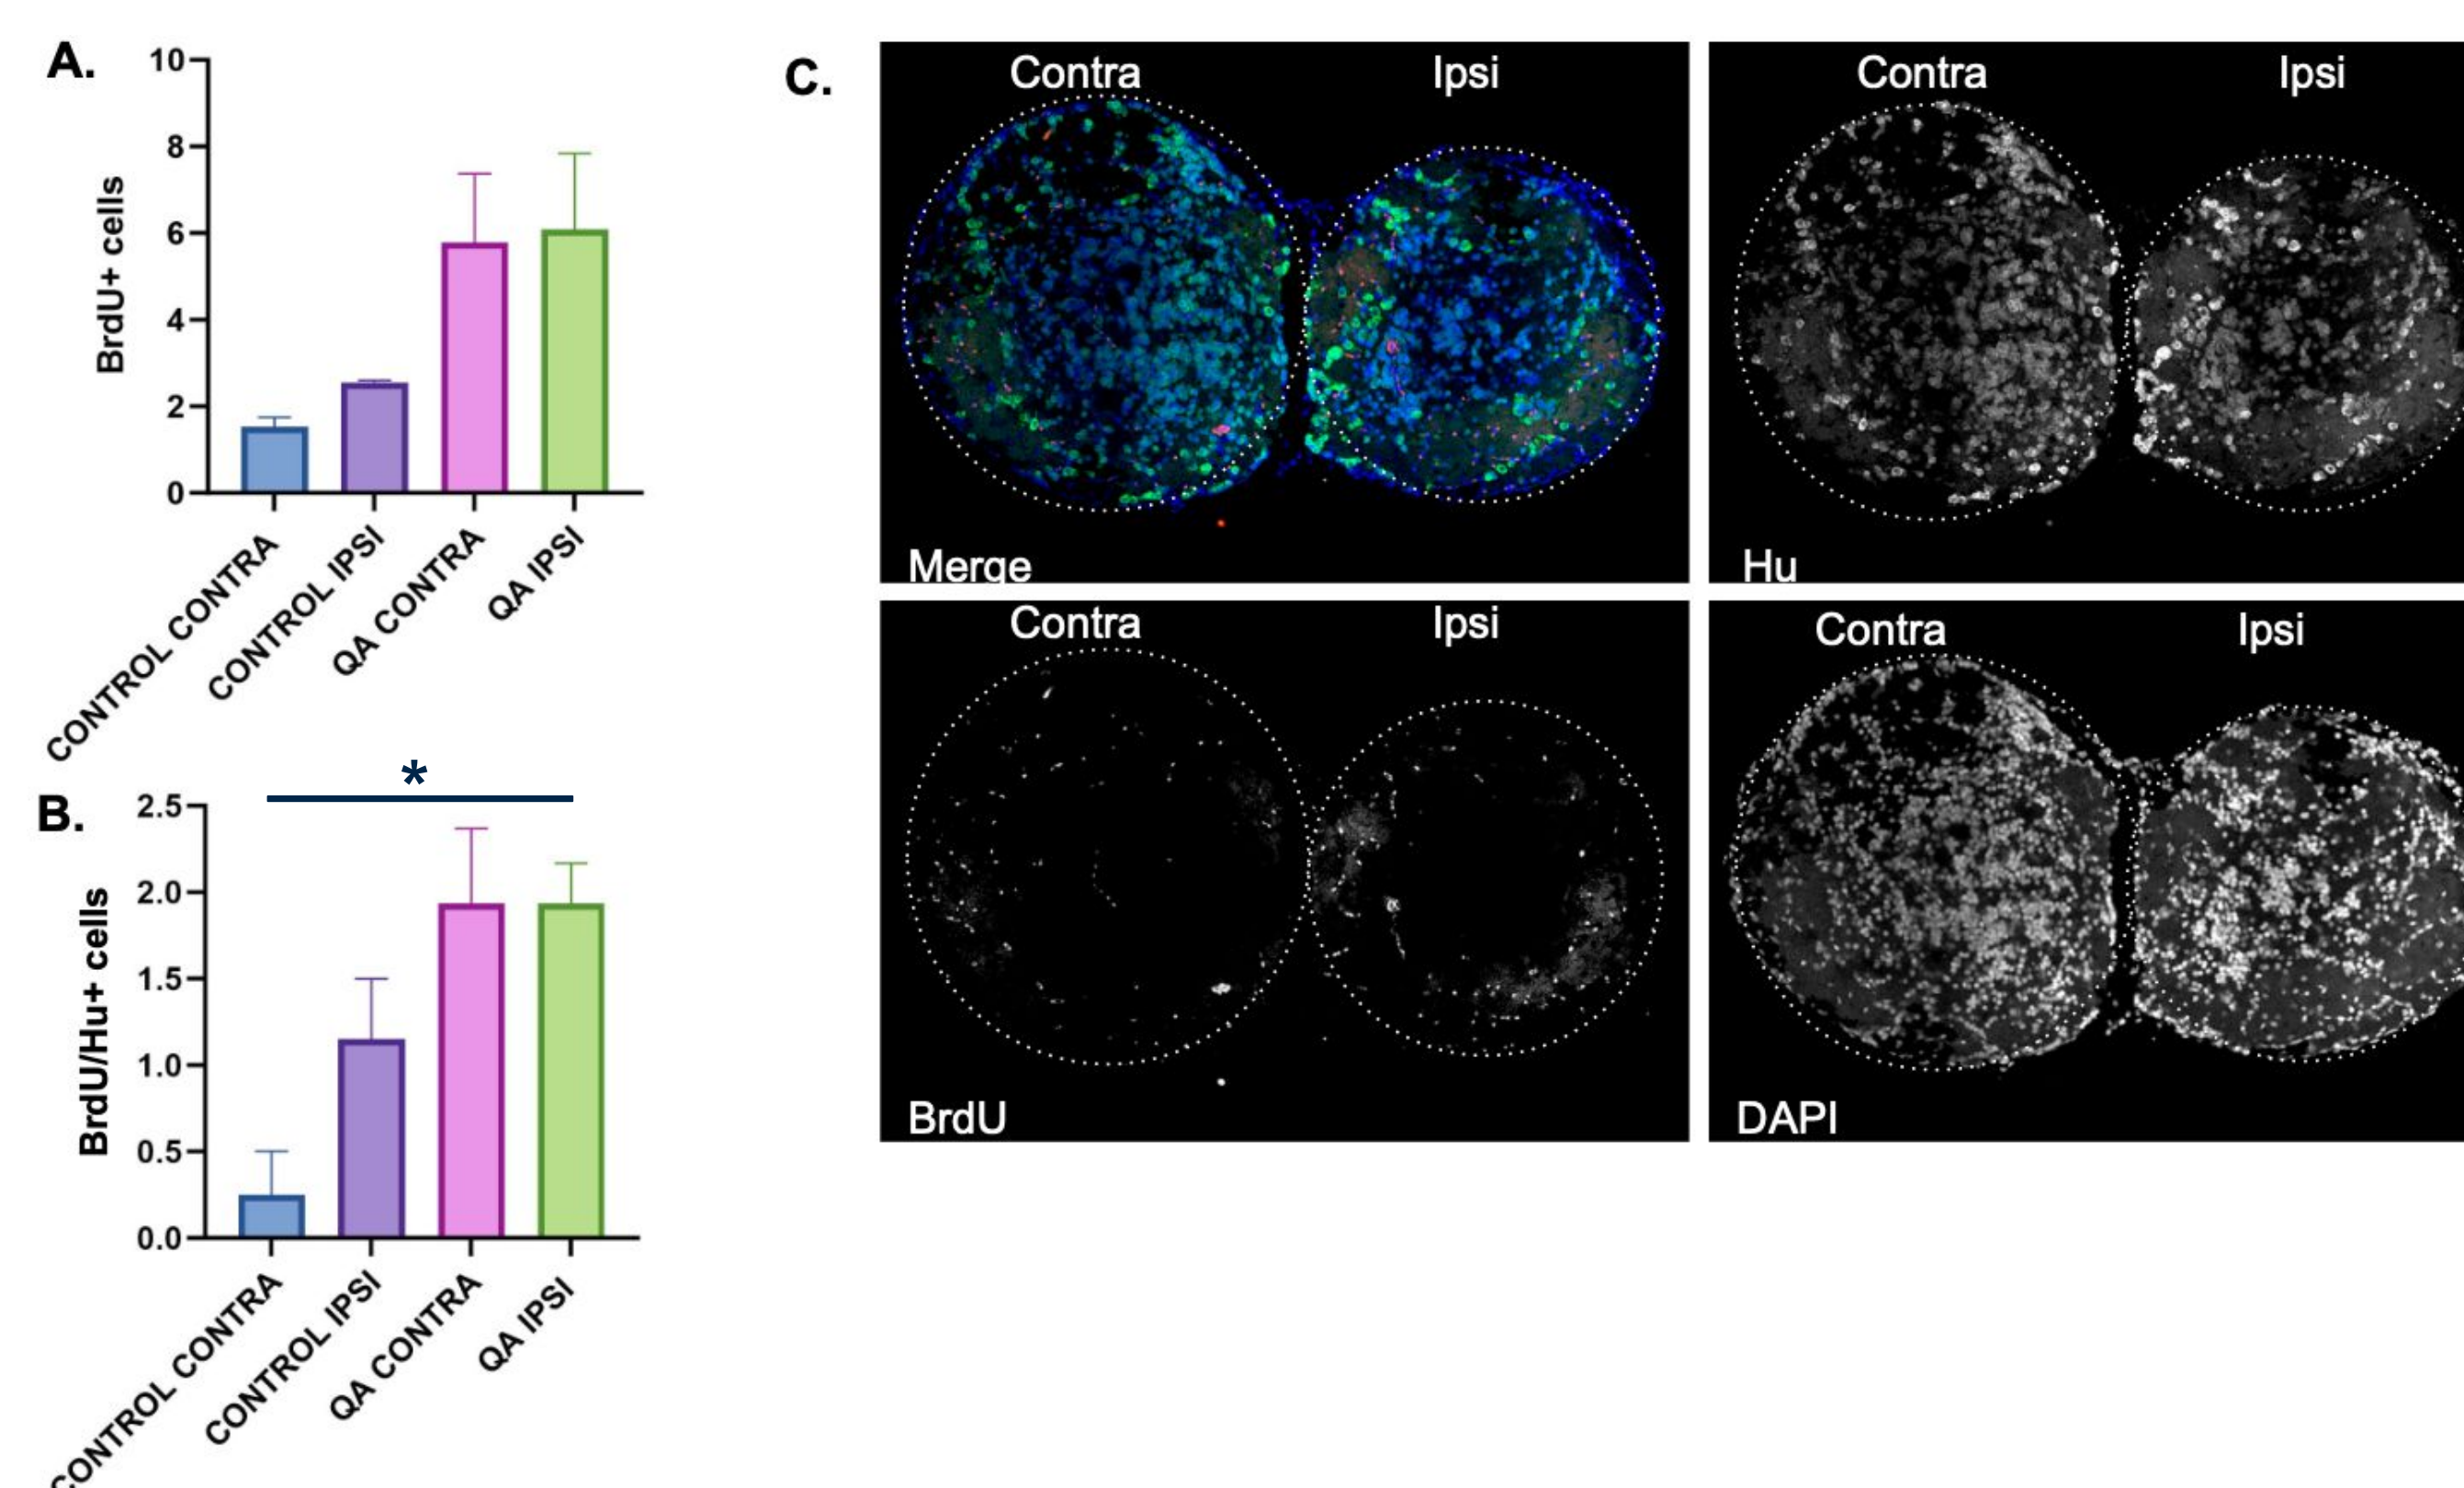 A.
10
8
6
4
2
0
BrdU+ cells
CONTROL CONTRA
CONTROL IPSI
QA CONTRA
QA IPSI
B.
*
2.5
2.0
1.5
1.0
0.5
0.0
BrdU/Hu+ cells
CONTROL CONTRA
CONTROL IPSI
QA CONTRA
QA IPSI
C.
Contra Ipsi
Merge
Contra Ipsi
Hu
Contra Ipsi
BrdU
Contra Ipsi
DAPI